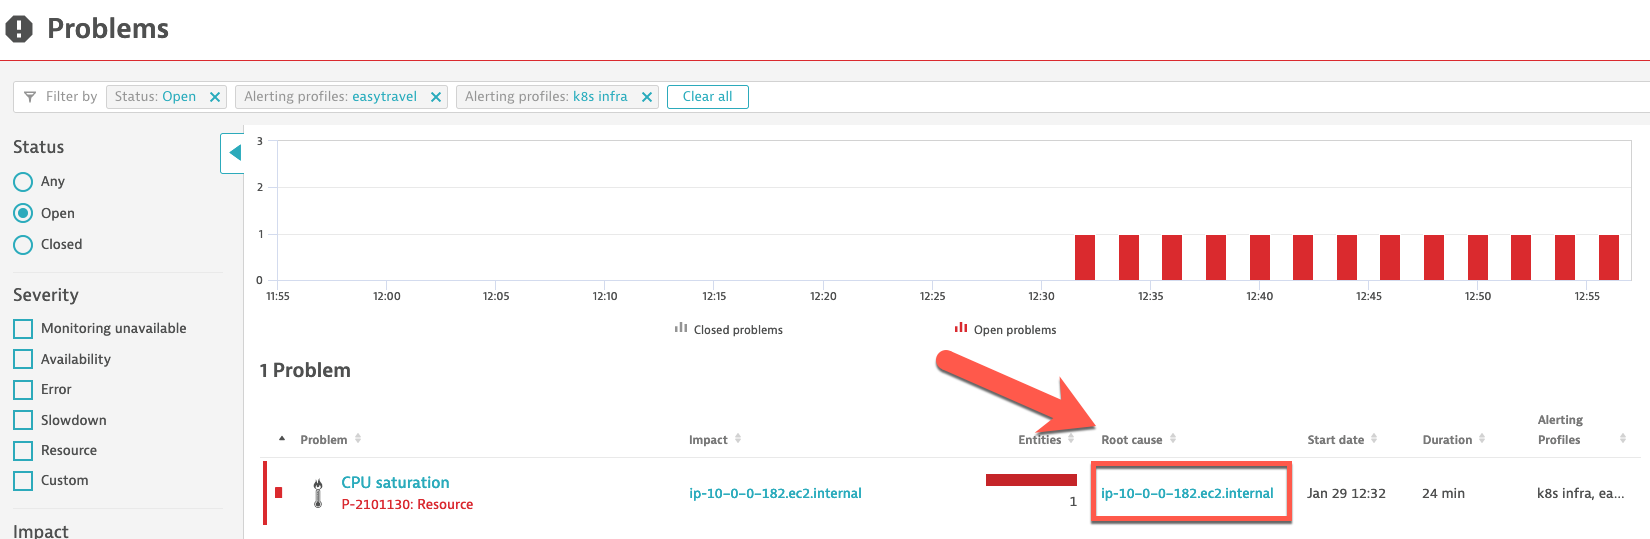 Problems
Filter by Status: Open Alerting profiles: easytravel Alerting profiles: k8s infra Clear all
Status
Any
Open
Closed
Severity
Monitoring unavailable
Availability
Error
Slowdown
Resource
Custom
Impact
3
2
1
0
11:55 12:00 12:05 12:10 12:15 12:20 12:25 12:30 12:35 12:40 12:45 12:50 12:55
Closed problems Open problems
1 Problem
Problem Impact Entities Root cause Start date Duration Alerting Profiles
CPU saturation
P-2101130: Resource
ip-10-0-0-182.ec2.internal 1 ip-10-0-0-182.ec2.internal Jan 29 12:32 24 min k8s infra, ea...